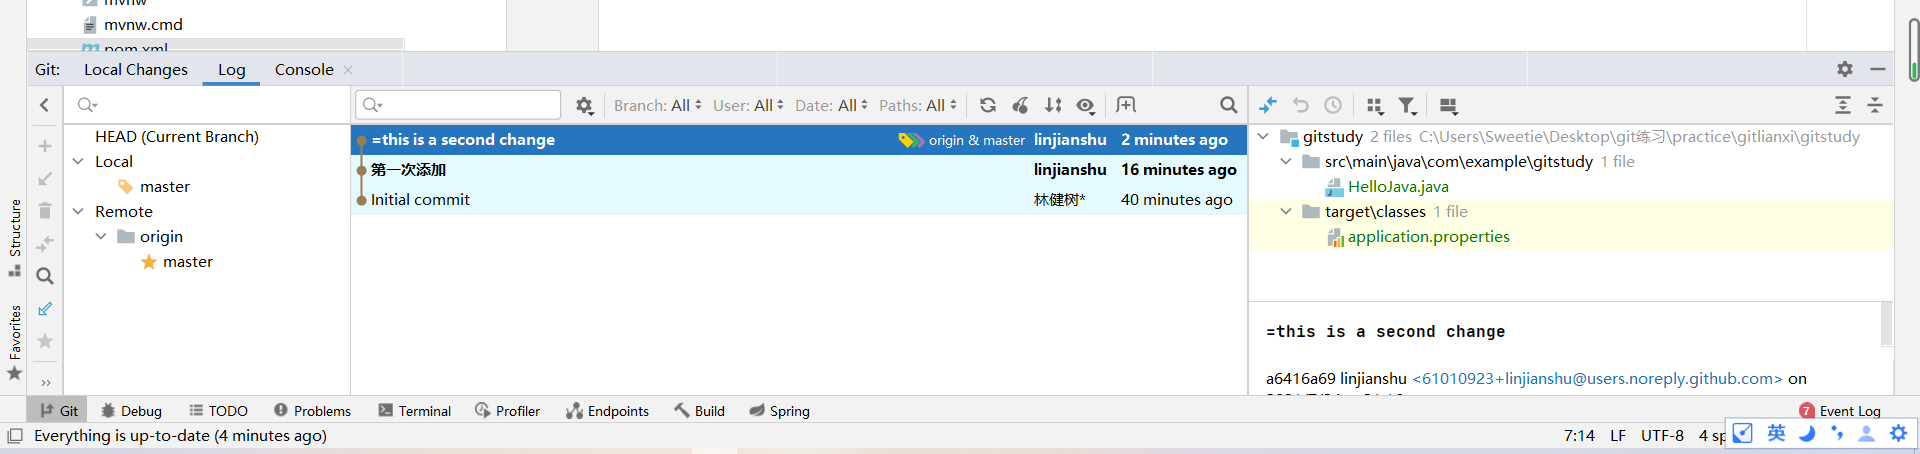 mvnw
mvnw.cmd
pom.xml
Git: Local Changes Log Console
Branch: All User: All Date: All Paths: All
HEAD (Current Branch)
Local
master
Remote
origin
master
=this is a second change origin & master linjianshu 2 minutes ago
第一次添加 linjianshu 16 minutes ago
Initial commit 林健树* 40 minutes ago
gitstudy 2 files C:\Users\Sweetie\Desktop\git练习\practice\gitlianxi\gitstudy
src\main\java\com\example\gitstudy 1 file
HelloJava.java
target\classes 1 file
application.properties
=this is a second change
a6416a69 linjianshu <61010923+linjianshu@users.noreply.github.com> on
Structure
Favorites
Git Debug TODO Problems Terminal Profiler Endpoints Build Spring 7 Event Log
Everything is up-to-date (4 minutes ago) 7:14 LF UTF-8 4 sp
英